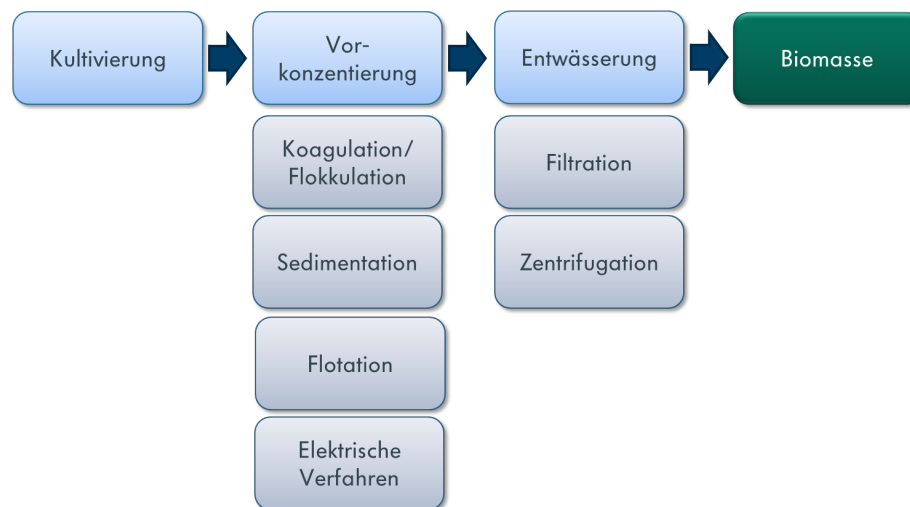 Kultivierung
Vor-
konzentierung
Entwässerung
Biomasse
Koagulation/
Flokkulation
Filtration
Sedimentation
Zentrifugation
Flotation
Elektrische
Verfahren